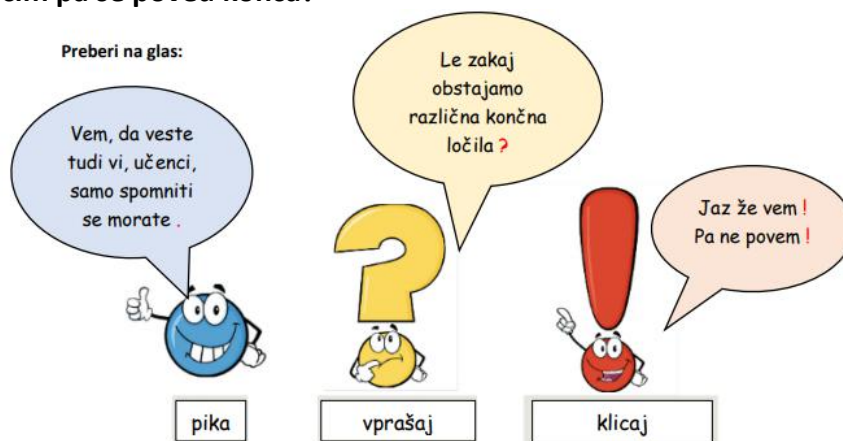 Preberi na glas:
Vem, da veste
tudi vi, učenci,
samo spomniti
se morate .
Le zakaj
obstajamo
različna končna
ločila ?
Jaz že vem !
Pa ne povem !
pika
vprašaj
klicaj